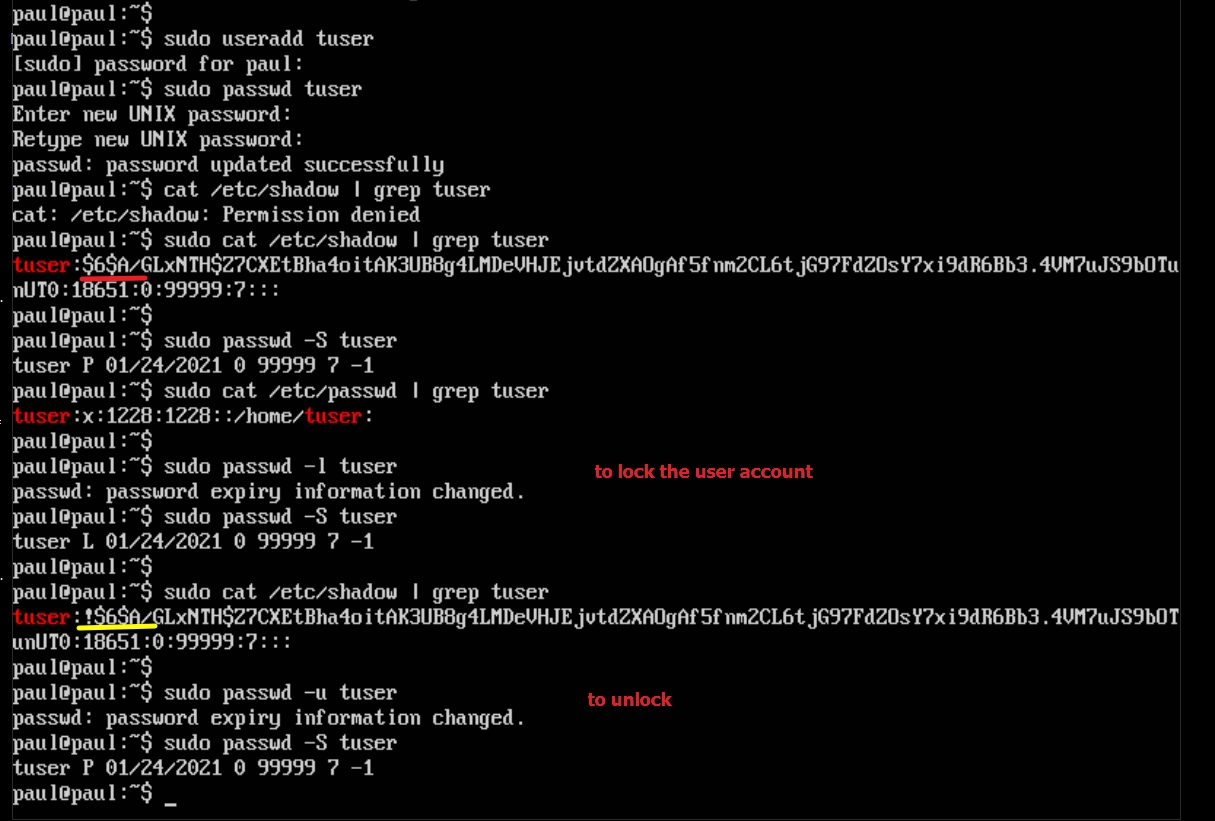 paul@paul:~$
paul@paul:~$ sudo useradd tuser
[sudo] password for paul:
paul@paul:~$ sudo passwd tuser
Enter new UNIX password:
Retype new UNIX password:
passwd: password updated successfully
paul@paul:~$ cat /etc/shadow | grep tuser
cat: /etc/shadow: Permission denied
paul@paul:~$ sudo cat /etc/shadow | grep tuser
tuser:$6$A/GLxNTH$Z7CXEtBha4oitAK3UB8g4LMDeVHJEjvtdZXAOgAf5fnm2CL6tjG97FdZOsY7xi9dR6Bb3.4VM7uJS9bOTu
nUT0:18651:0:99999:7:::
paul@paul:~$
paul@paul:~$ sudo passwd -S tuser
tuser P 01/24/2021 0 99999 7 -1
paul@paul:~$ sudo cat /etc/passwd | grep tuser
tuser:x:1228:1228::/home/tuser:
paul@paul:~$
paul@paul:~$ sudo passwd -l tuser to lock the user account
passwd: password expiry information changed.
paul@paul:~$ sudo passwd -S tuser
tuser L 01/24/2021 0 99999 7 -1
paul@paul:~$
paul@paul:~$ sudo cat /etc/shadow | grep tuser
tuser:!$6$A/GLxNTH$Z7CXEtBha4oitAK3UB8g4LMDeVHJEjvtdZXAOgAf5fnm2CL6tjG97FdZOsY7xi9dR6Bb3.4VM7uJS9bOT
unUT0:18651:0:99999:7:::
paul@paul:~$
paul@paul:~$ sudo passwd -u tuser to unlock
passwd: password expiry information changed.
paul@paul:~$ sudo passwd -S tuser
tuser P 01/24/2021 0 99999 7 -1
paul@paul:~$ _